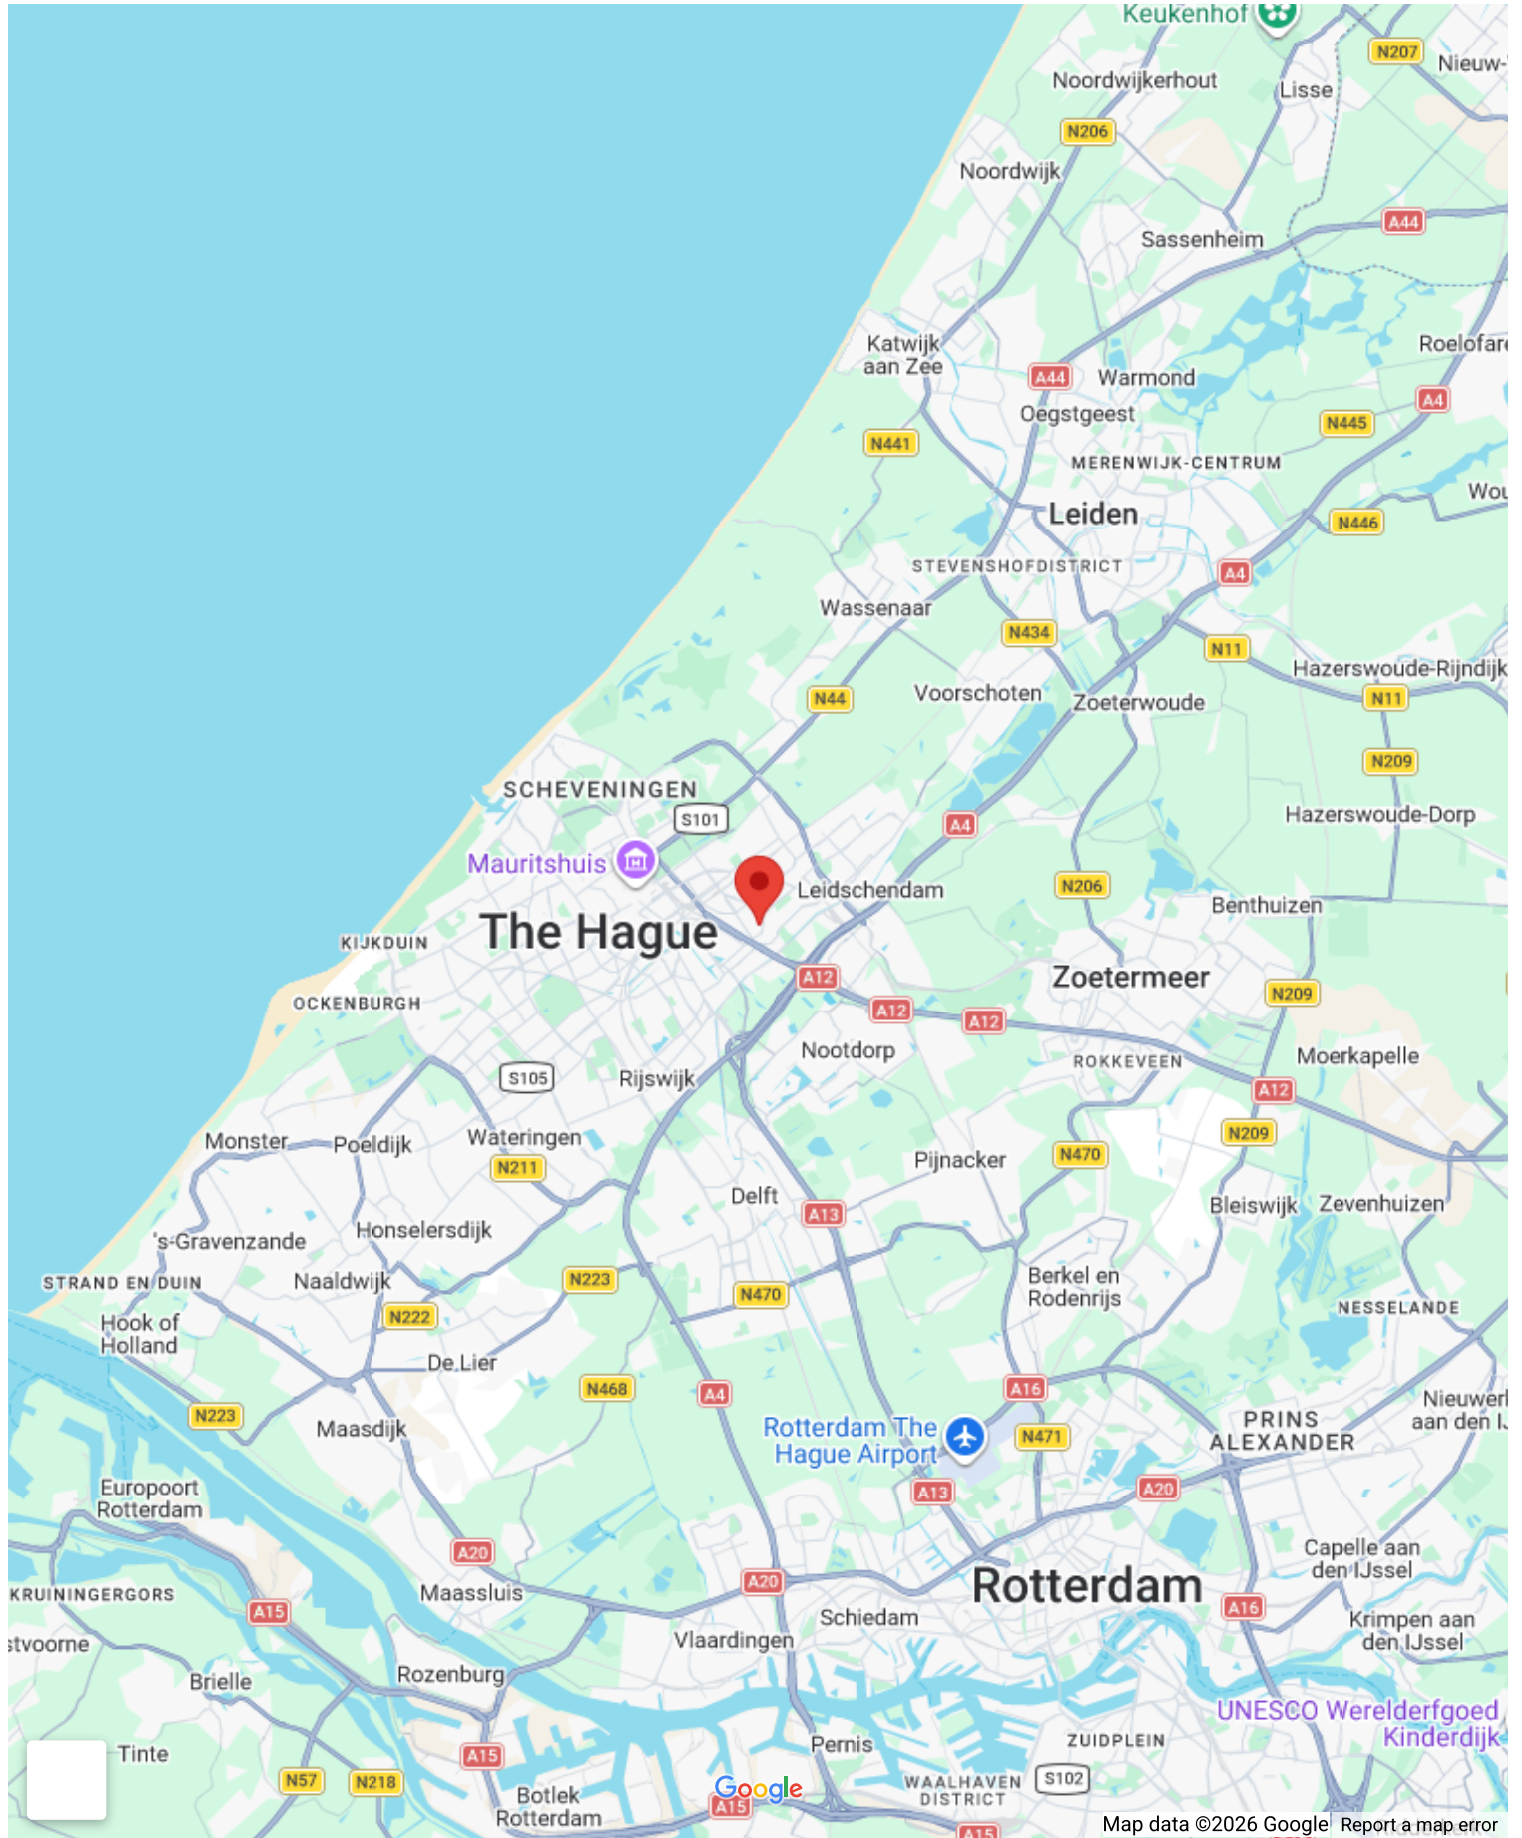 Keukenhof
N207
Nieuw-
Noordwijkerhout
Lisse
N206
Noordwijk
A44
Sassenheim
Katwijk
aan Zee
Roelofar
A44
Warmond
A4
Oegstgeest
N445
N441
MERENWIJK-CENTRUM
Wou
Leiden
N446
STEVENSHOFDISTRICT
A4
Wassenaar
N434
N11
Hazerswoude-Rijndijk
Voorschoten
N44
Zoeterwoude
N11
N209
SCHEVENINGEN
S101
A4
Hazerswoude-Dorp
Mauritshuis
Leidschendam
N206
Benthuizen
The Hague
KIJKDUIN
A12
Zoetermeer
N209
OCKENBURGH
A12
A12
Nootdorp
ROKKEVEEN
Moerkapelle
S105
Rijswijk
A12
Monster
Poeldijk
Wateringen
N209
N211
Pijnacker
N470
Delft
A13
Bleiswijk
Zevenhuizen
's-Gravenzande
Honselersdijk
STRAND EN DUIN
Naaldwijk
N223
N470
Berkel en
Rodenrijs
Hook of
Holland
N222
NESSELANDE
De Lier
N468
A4
A16
N223
Maasdijk
Rotterdam The
Hague Airport
N471
PRINS
ALEXANDER
Nieuwerl
aan den IJ
Europoort
Rotterdam
A13
A20
A20
Capelle aan
den IJssel
KRUININGERGORS
Maassluis
A20
Rotterdam
A15
Schiedam
A16
Krimpen aan
den IJssel
stvoorne
Vlaardingen
Brielle
Rozenburg
UNESCO Werelderfgoed
Kinderdijk
Tinte
A15
Pernis
ZUIDPLEIN
N57
N218
Botlek
Rotterdam
Google
A15
WAALHAVEN
DISTRICT
S102
A15
Map data ©2026 Google
Report a map error